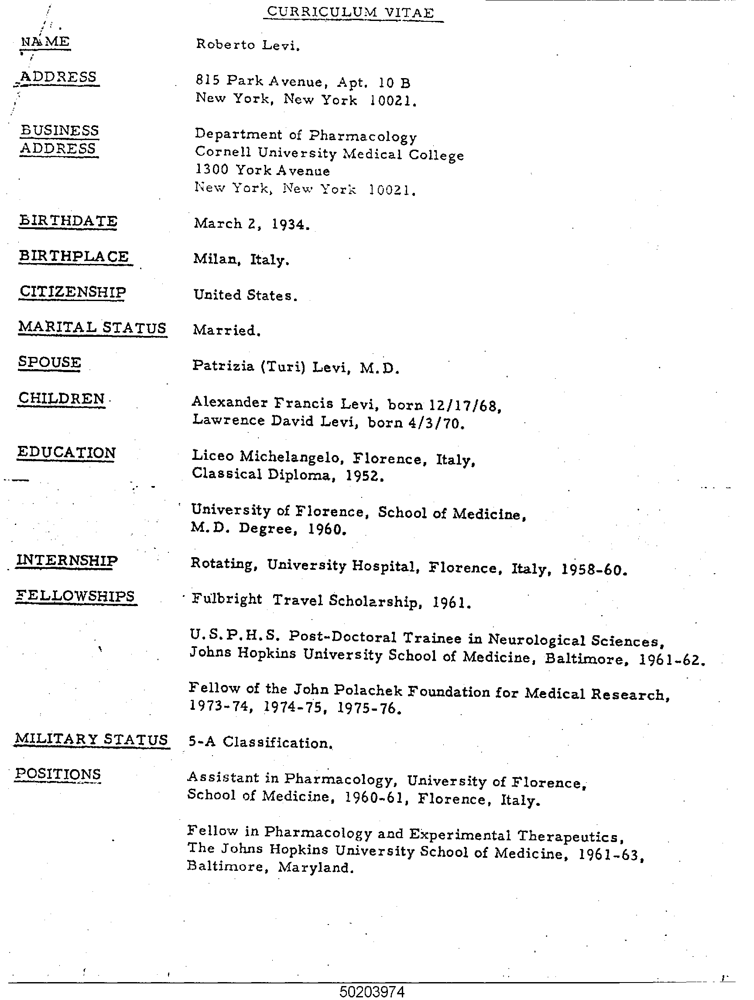 CURRICULUM VITAE
NAME Roberto Levi.
ADDRESS 815 Park Avenue, Apt. 10 B
New York, New York 10021.
BUSINESS Department of Pharmacology
ADDRESS Cornell University Medical College
1300 York Avenue
New York, New York 10021.
BIRTHDATE March 2, 1934.
BIRTHPLACE Milan, Italy.
CITIZENSHIP United States.
MARITAL STATUS Married.
SPOUSE Patrizia (Turi) Levi, M.D.
CHILDREN Alexander Francis Levi, born 12/17/68,
Lawrence David Levi, born 4/3/70.
EDUCATION Liceo Michelangelo, Florence, Italy,
Classical Diploma, 1952.
University of Florence, School of Medicine,
M.D. Degree, 1960.
INTERNSHIP Rotating, University Hospital, Florence, Italy, 1958-60.
FELLOWSHIPS Fulbright Travel Scholarship, 1961.
U.S.P.H.S. Post-Doctoral Trainee in Neurological Sciences,
Johns Hopkins University School of Medicine, Baltimore, 1961-62.
Fellow of the John Polachek Foundation for Medical Research,
1973-74, 1974-75, 1975-76.
MILITARY STATUS 5-A Classification.
POSITIONS Assistant in Pharmacology, University of Florence,
School of Medicine, 1960-61, Florence, Italy.
Fellow in Pharmacology and Experimental Therapeutics,
The Johns Hopkins University School of Medicine, 1961-63,
Baltimore, Maryland.
50203974